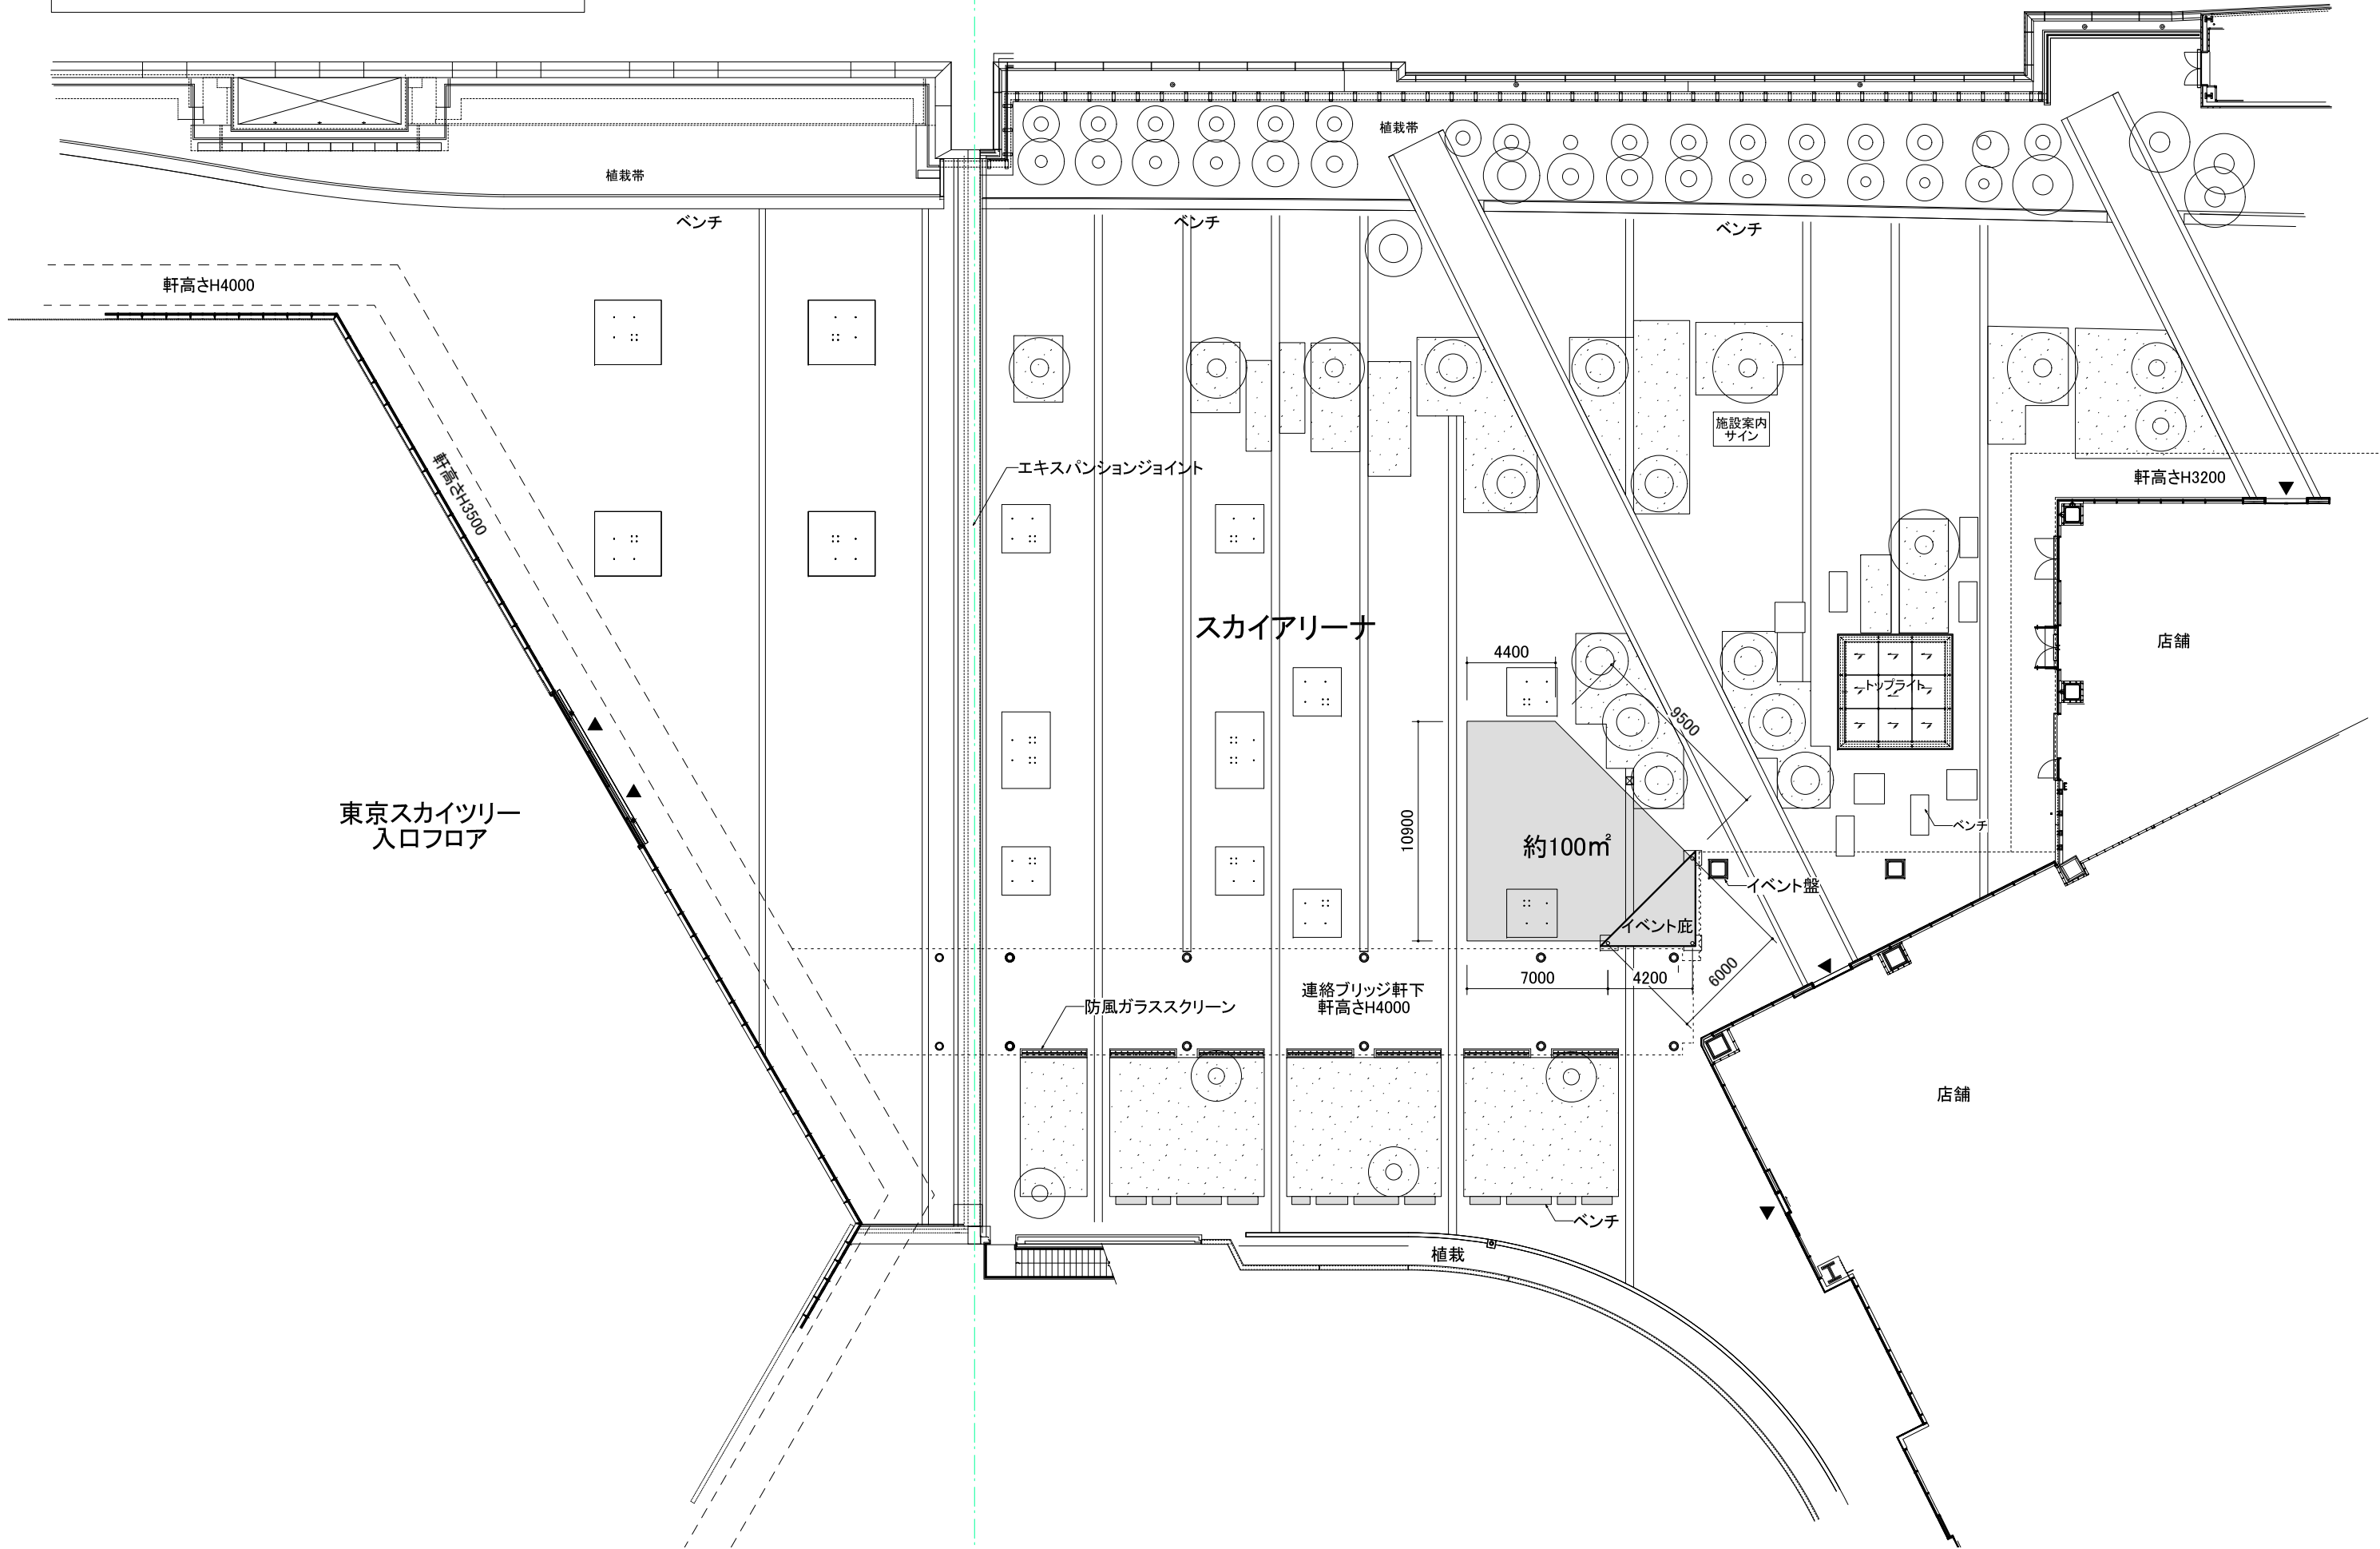 植栽帯
植栽帯
ベンチ
ベンチ
ベンチ
軒高さH4000
軒高さH3500
施設案内
サイン
エキスパンションジョイント
軒高さH3200
スカイアリーナ
店舗
4400
トップライト
9500
東京スカイツリー
入口フロア
10900
約100㎡
ベンチ
イベント盤
イベント庇
7000
4200
6000
連絡ブリッジ軒下
軒高さH4000
防風ガラススクリーン
店舗
ベンチ
植栽